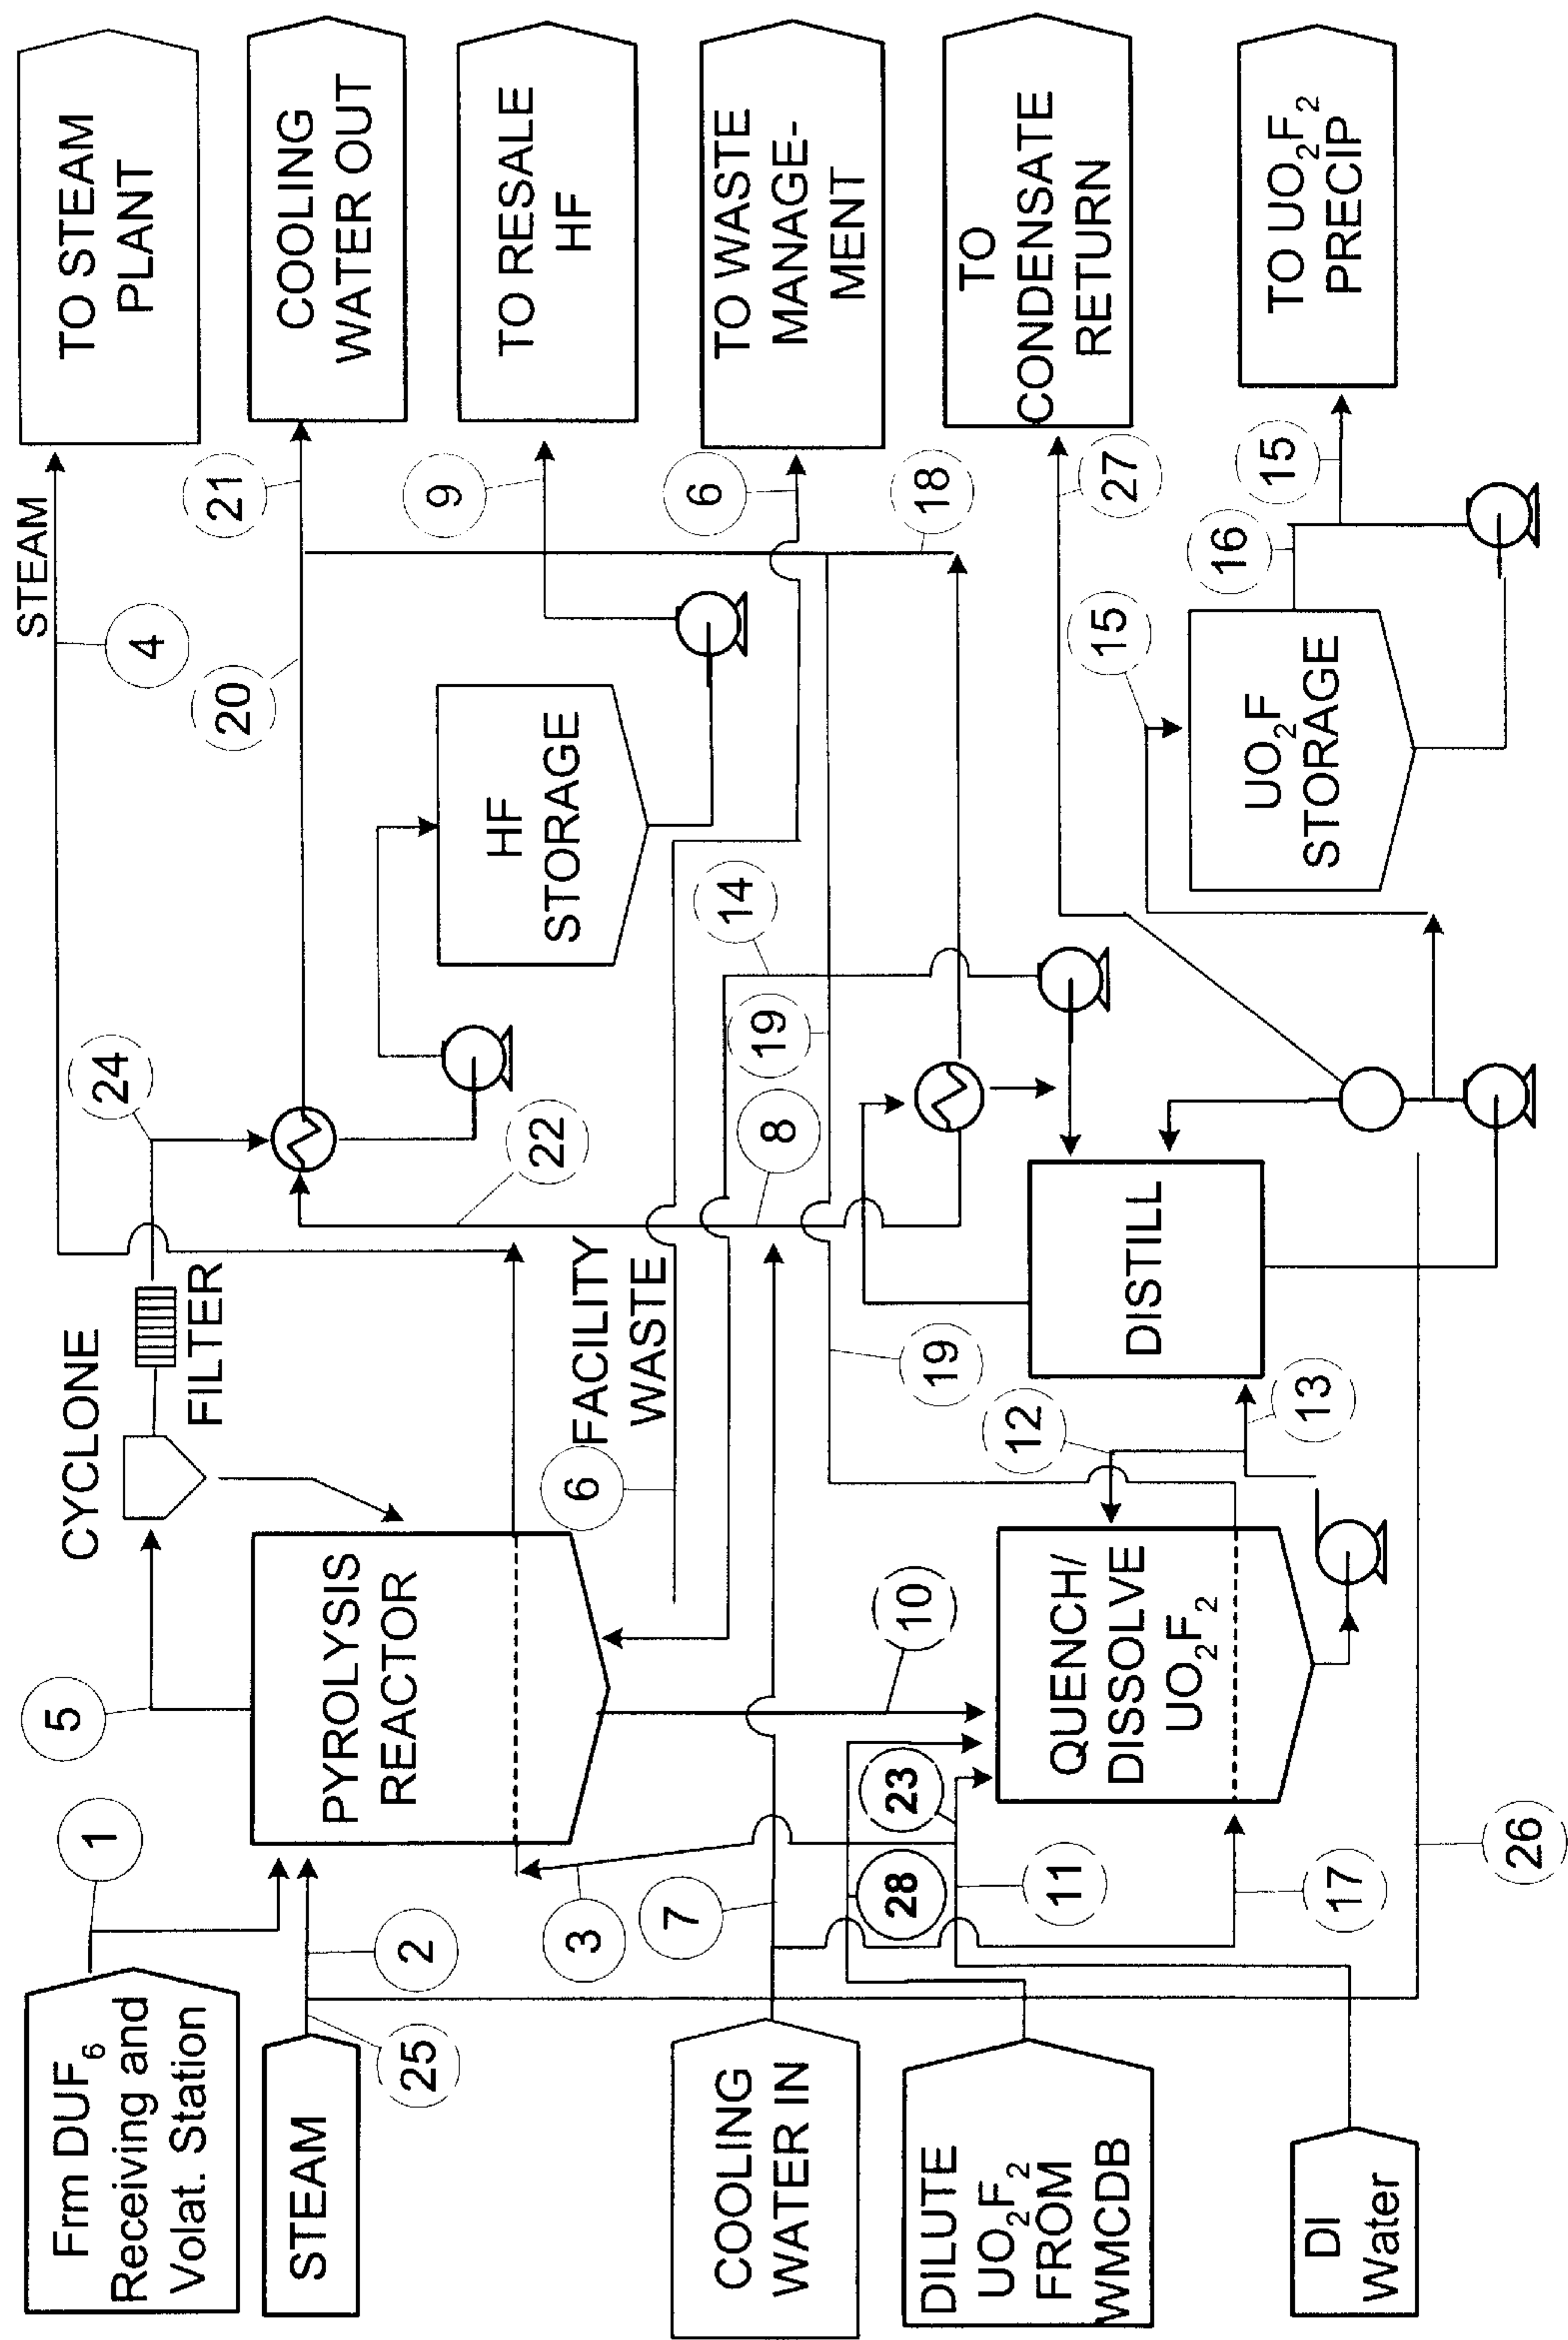 Frm DUF6
Receiving and
Volat. Station
STEAM
COOLING
WATER IN
DILUTE
UO2F2
FROM
WMCDB
DI
Water
1
2
25
3
7
28
23
11
17
26
5
PYROLYSIS
REACTOR
10
QUENCH/
DISSOLVE
UO2F2
CYCLONE
FILTER
6
FACILITY
WASTE
12
13
19
DISTILL
24
22
8
19
14
HF
STORAGE
20
4
STEAM
21
9
6
18
27
15
UO2F
STORAGE
16
15
TO STEAM
PLANT
COOLING
WATER OUT
TO RESALE
HF
TO WASTE
MANAGE-
MENT
TO
CONDENSATE
RETURN
TO UO2F2
PRECIP